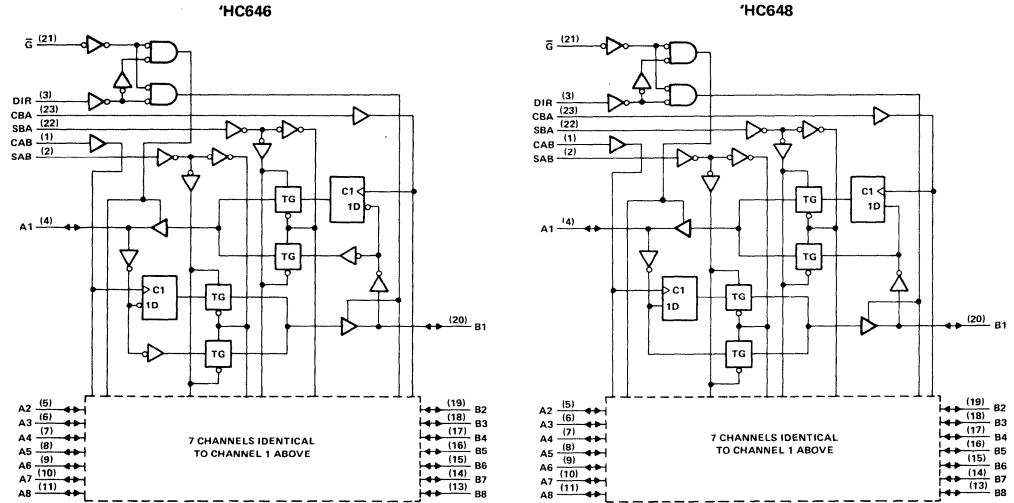 'HC646
G̅ (21)
DIR (3)
CBA (23)
SBA (22)
CAB (1)
SAB (2)
C1
1D
TG
A1 (4)
TG
C1
1D
TG
(20) B1
TG
A2 (5)
A3 (6)
A4 (7)
A5 (8)
A6 (9)
A7 (10)
A8 (11)
7 CHANNELS IDENTICAL
TO CHANNEL 1 ABOVE
(19) B2
(18) B3
(17) B4
(16) B5
(15) B6
(14) B7
(13) B8
'HC648
G̅ (21)
DIR (3)
CBA (23)
SBA (22)
CAB (1)
SAB (2)
C1
1D
TG
A1 '4)
TG
C1
1D
TG
(20) B1
TG
A2 (5)
A3 (6)
A4 (7)
A5 (8)
A6 (9)
A7 (10)
A8 (11)
7 CHANNELS IDENTICAL
TO CHANNEL 1 ABOVE
(19) B2
(18) B3
(17) B4
(16) B5
(15) B6
(14) B7
(13) B8